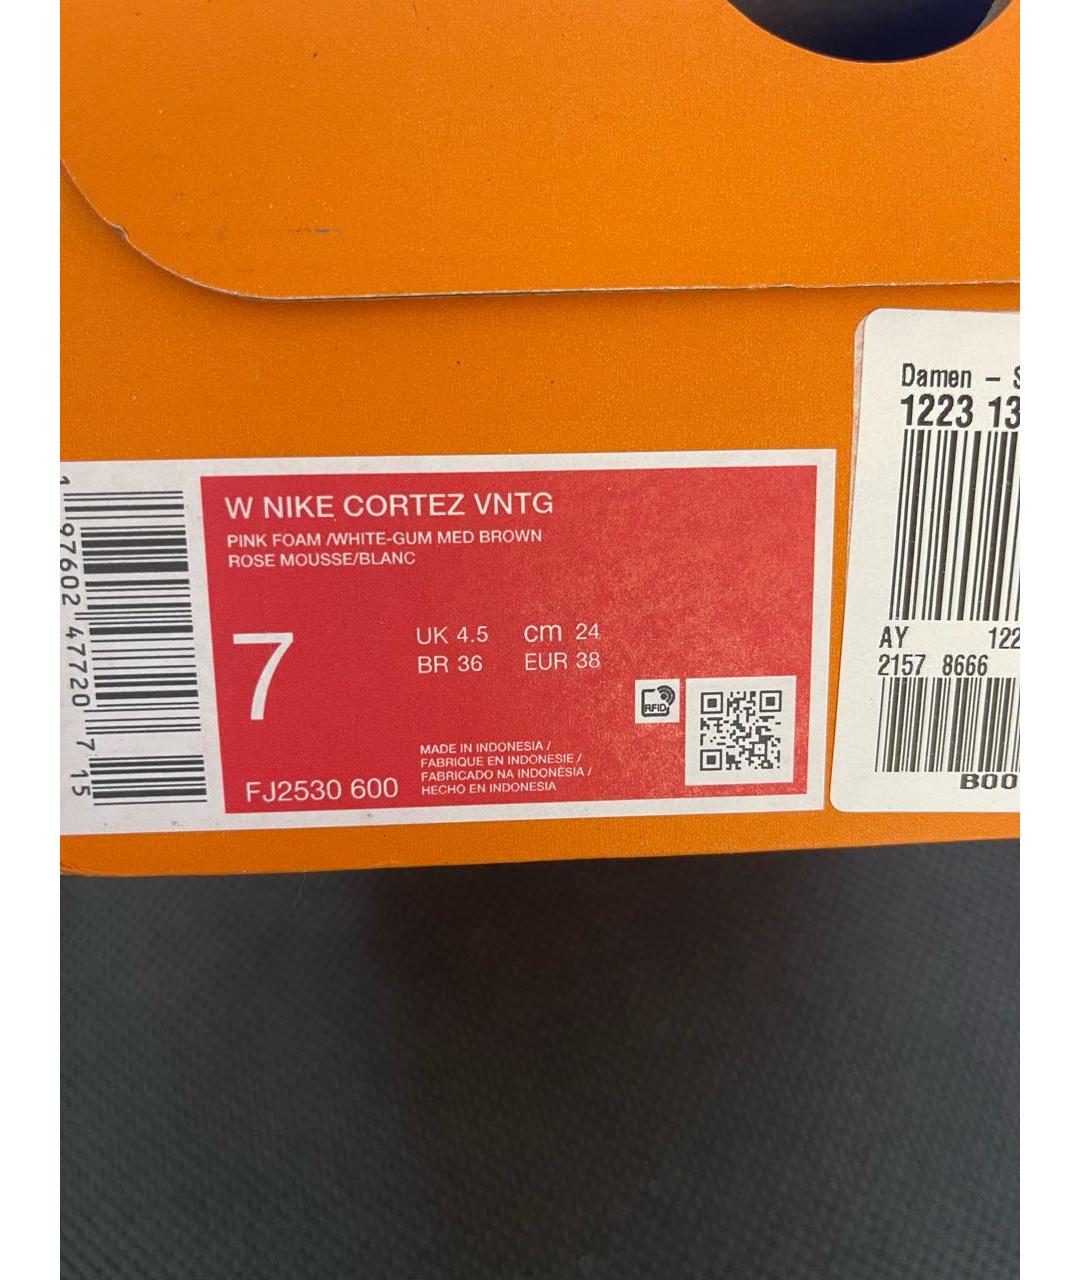 Damen –
1223 13
W NIKE CORTEZ VNTG
PINK FOAM /WHITE-GUM MED BROWN
ROSE MOUSSE/BLANC
7
UK 4.5 cm 24
BR 36 EUR 38
RFID
MADE IN INDONESIA /
FABRIQUE EN INDONESIE /
FABRICADO NA INDONÉSIA /
HECHO EN INDONESIA
FJ2530 600
1 97602 47720 7 15
AY 122
2157 8666
B00